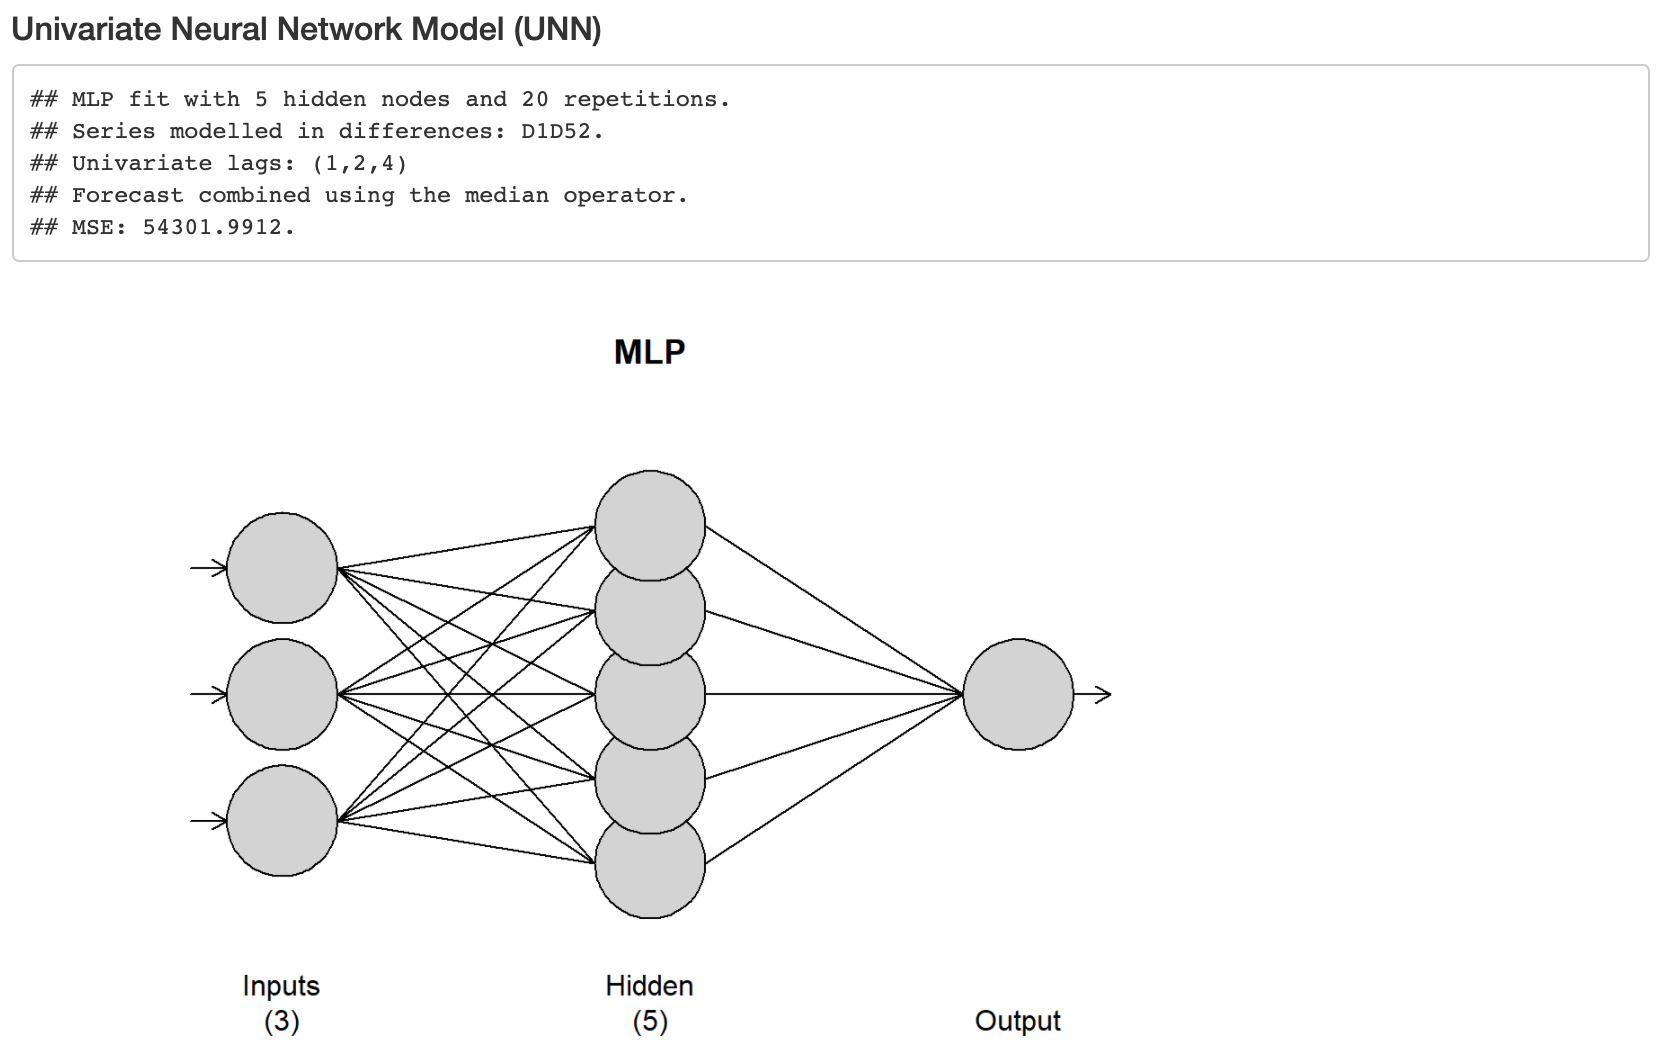 Univariate Neural Network Model (UNN)
## MLP fit with 5 hidden nodes and 20 repetitions.
## Series modelled in differences: D1D52.
## Univariate lags: (1,2,4)
## Forecast combined using the median operator.
## MSE: 54301.9912.
MLP
Inputs
(3)
Hidden
(5)
Output